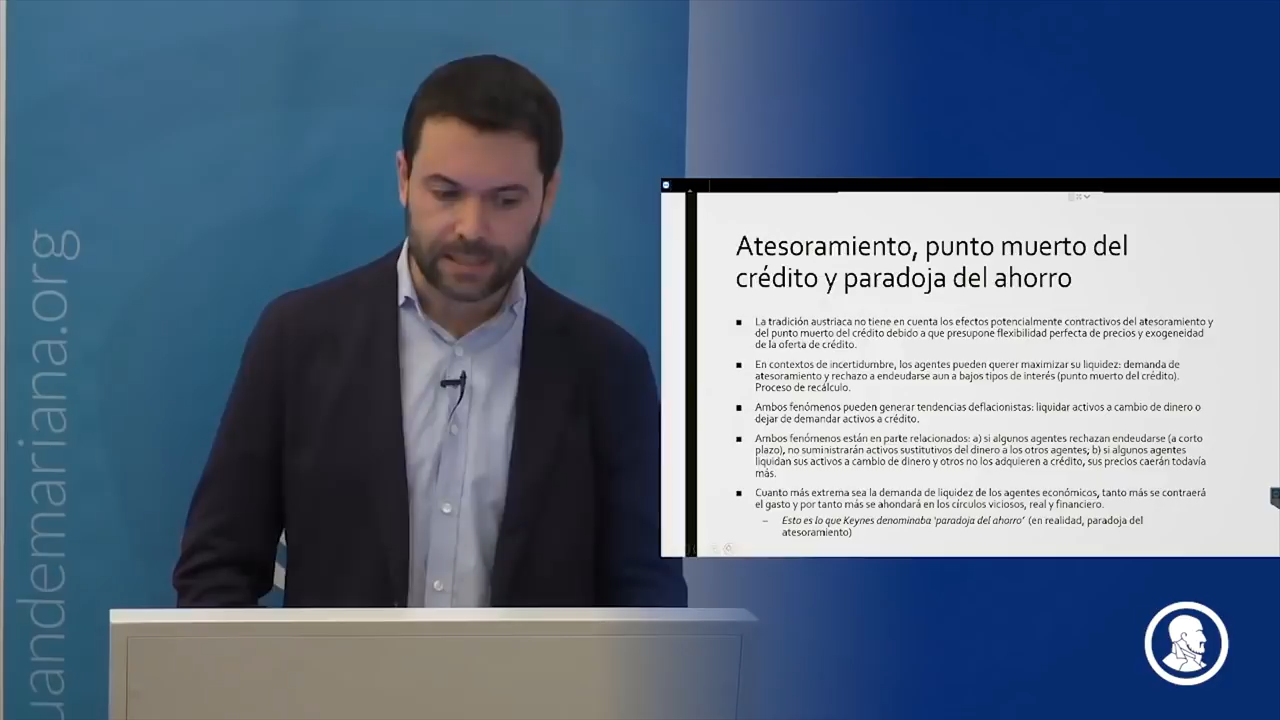 uandemariana.org
Atesoramiento, punto muerto del
crédito y paradoja del ahorro
La tradición austriaca no tiene en cuenta los efectos potencialmente contractivos del atesoramiento y
del punto muerto del crédito debido a que presupone flexibilidad perfecta de precios y exogeneidad
de la oferta de crédito.
En contextos de incertidumbre, los agentes pueden querer maximizar su liquidez: demanda de
atesoramiento y rechazo a endeudarse aun a bajos tipos de interés (punto muerto del crédito).
Proceso de recálculo.
Ambos fenómenos pueden generar tendencias deflacionistas: liquidar activos a cambio de dinero o
dejar de demandar activos a crédito.
Ambos fenómenos están en parte relacionados: a) si algunos agentes rechazan endeudarse (a corto
plazo), no suministrarán activos sustitutivos del dinero a los otros agentes; b) si algunos agentes
liquidan sus activos a cambio de dinero y otros no los adquieren a crédito, sus precios caerán todavía
más.
Cuanto más extrema sea la demanda de liquidez de los agentes económicos, tanto más se contraerá
el gasto y por tanto más se ahondará en los círculos viciosos, real y financiero.
– Esto es lo que Keynes denominaba 'paradoja del ahorro' (en realidad, paradoja del
atesoramiento)